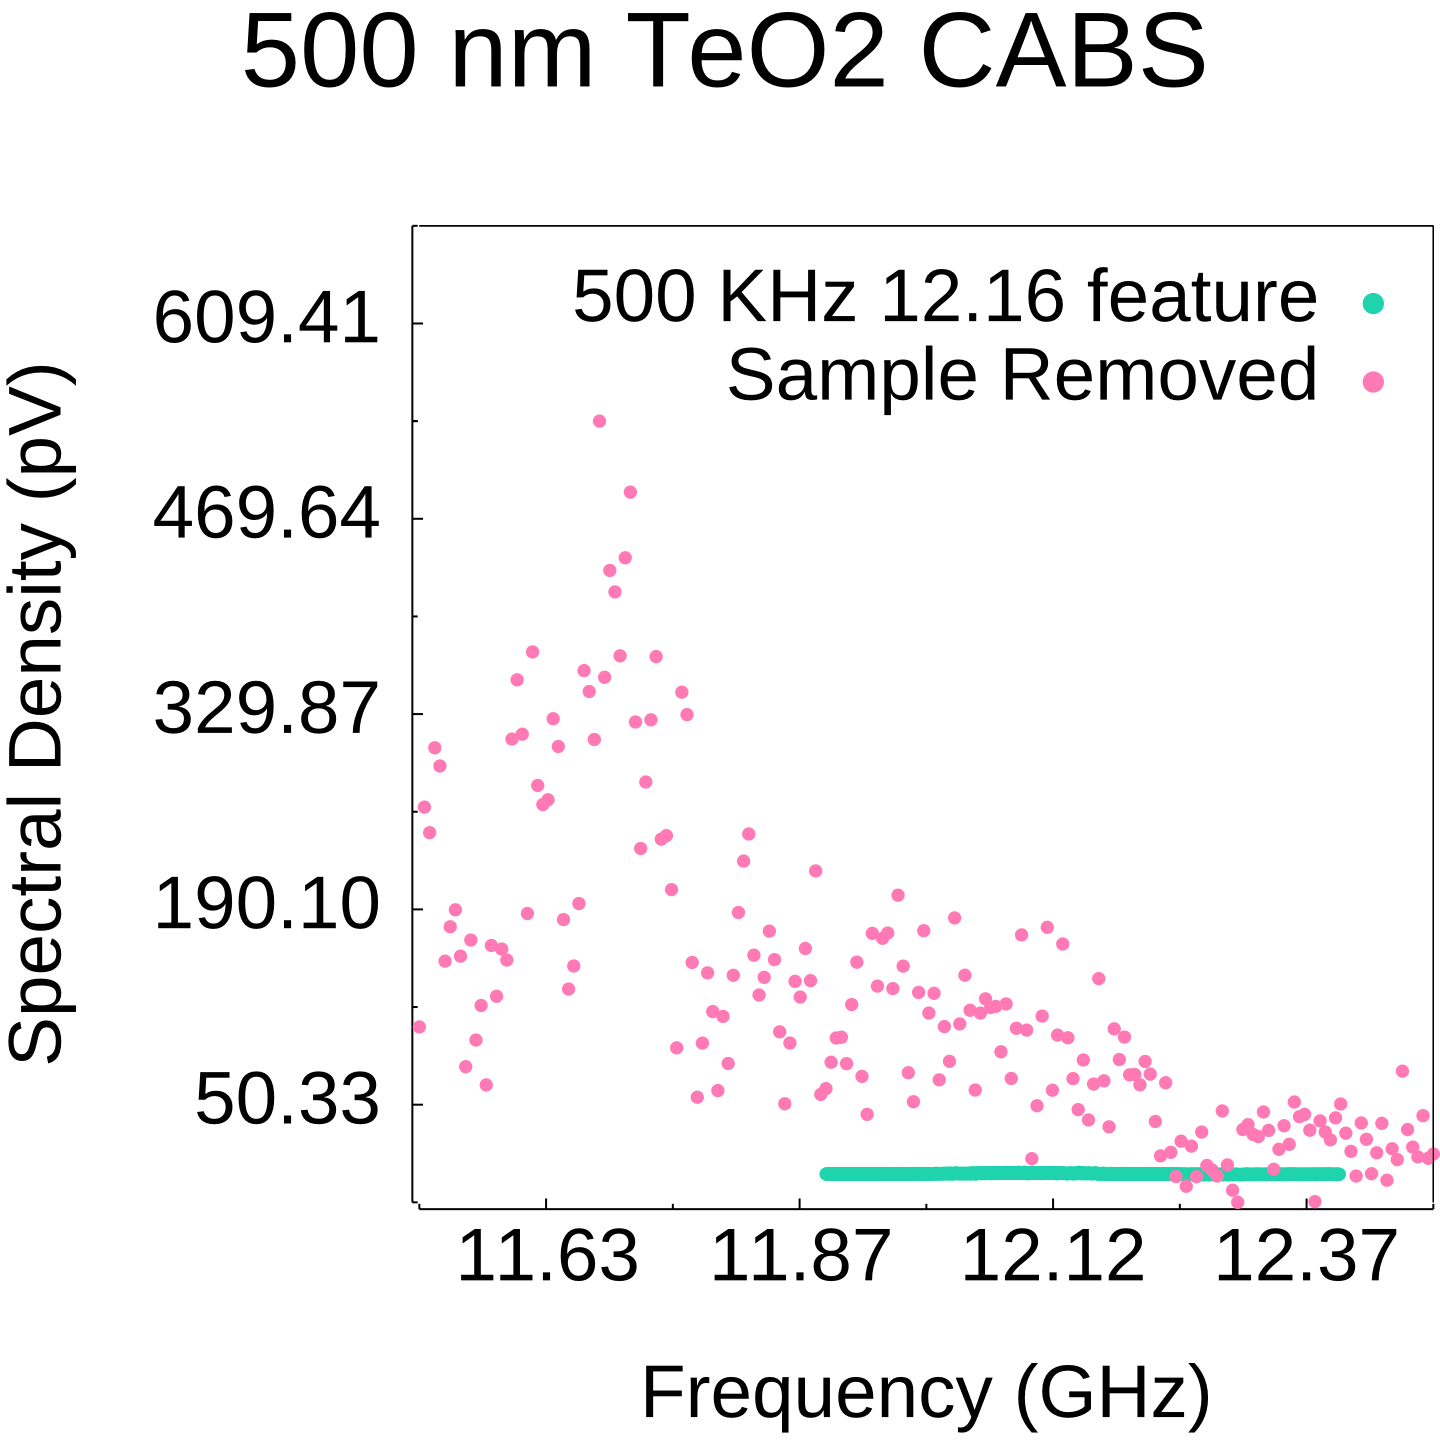 500 nm TeO2 CABS
500 KHz 12.16 feature
Sample Removed
609.41
469.64
329.87
190.10
50.33
Spectral Density (pV)
11.63 11.87 12.12 12.37
Frequency (GHz)